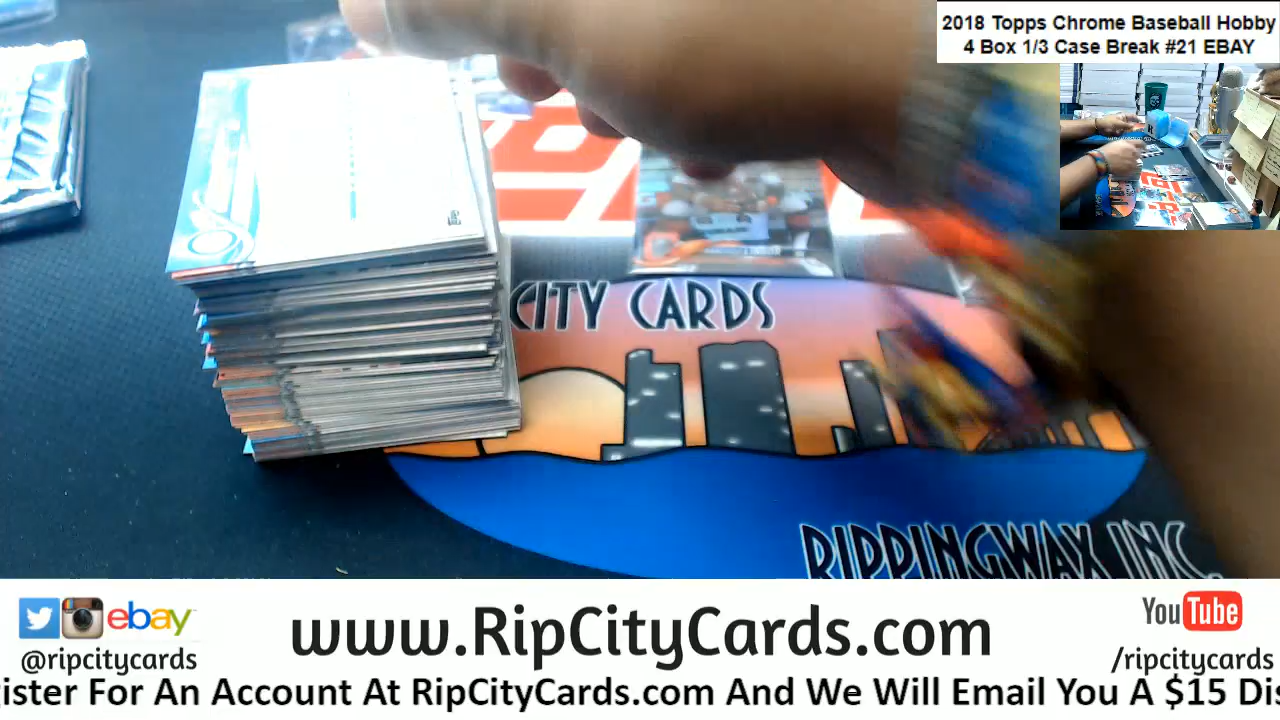 2018 Topps Chrome Baseball Hobby
4 Box 1/3 Case Break #21 EBAY
CITY CARDS
RIPPINGWAX INC.
ebay
@ripcitycards
www.RipCityCards.com
YouTube
/ripcitycards
ister For An Account At RipCityCards.com And We Will Email You A $15 Dis